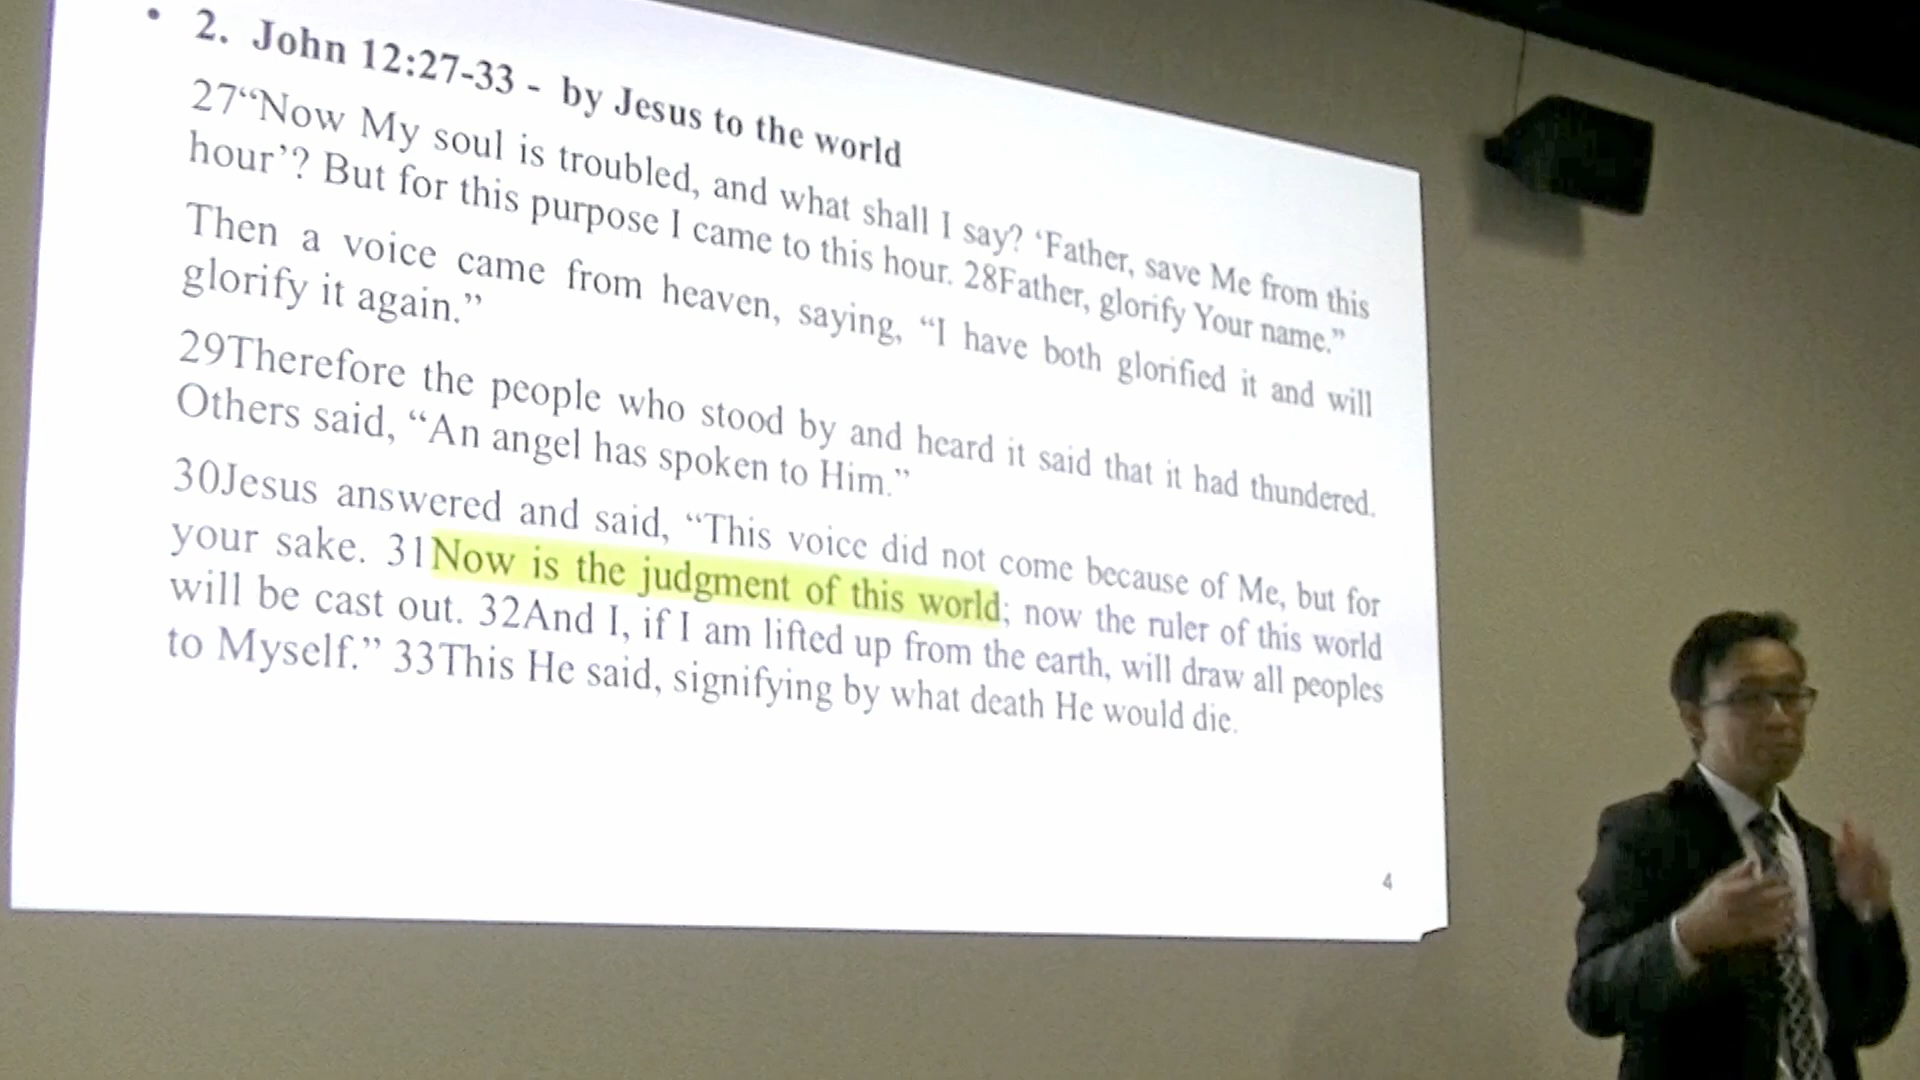 • 2. John 12:27-33 - by Jesus to the world
27“Now My soul is troubled, and what shall I say? ‘Father, save Me from this
hour’? But for this purpose I came to this hour. 28Father, glorify Your name.”
Then a voice came from heaven, saying, “I have both glorified it and will
glorify it again.”
29Therefore the people who stood by and heard it said that it had thundered.
Others said, “An angel has spoken to Him.”
30Jesus answered and said, “This voice did not come because of Me, but for
your sake. 31Now is the judgment of this world; now the ruler of this world
will be cast out. 32And I, if I am lifted up from the earth, will draw all peoples
to Myself.” 33This He said, signifying by what death He would die.
4